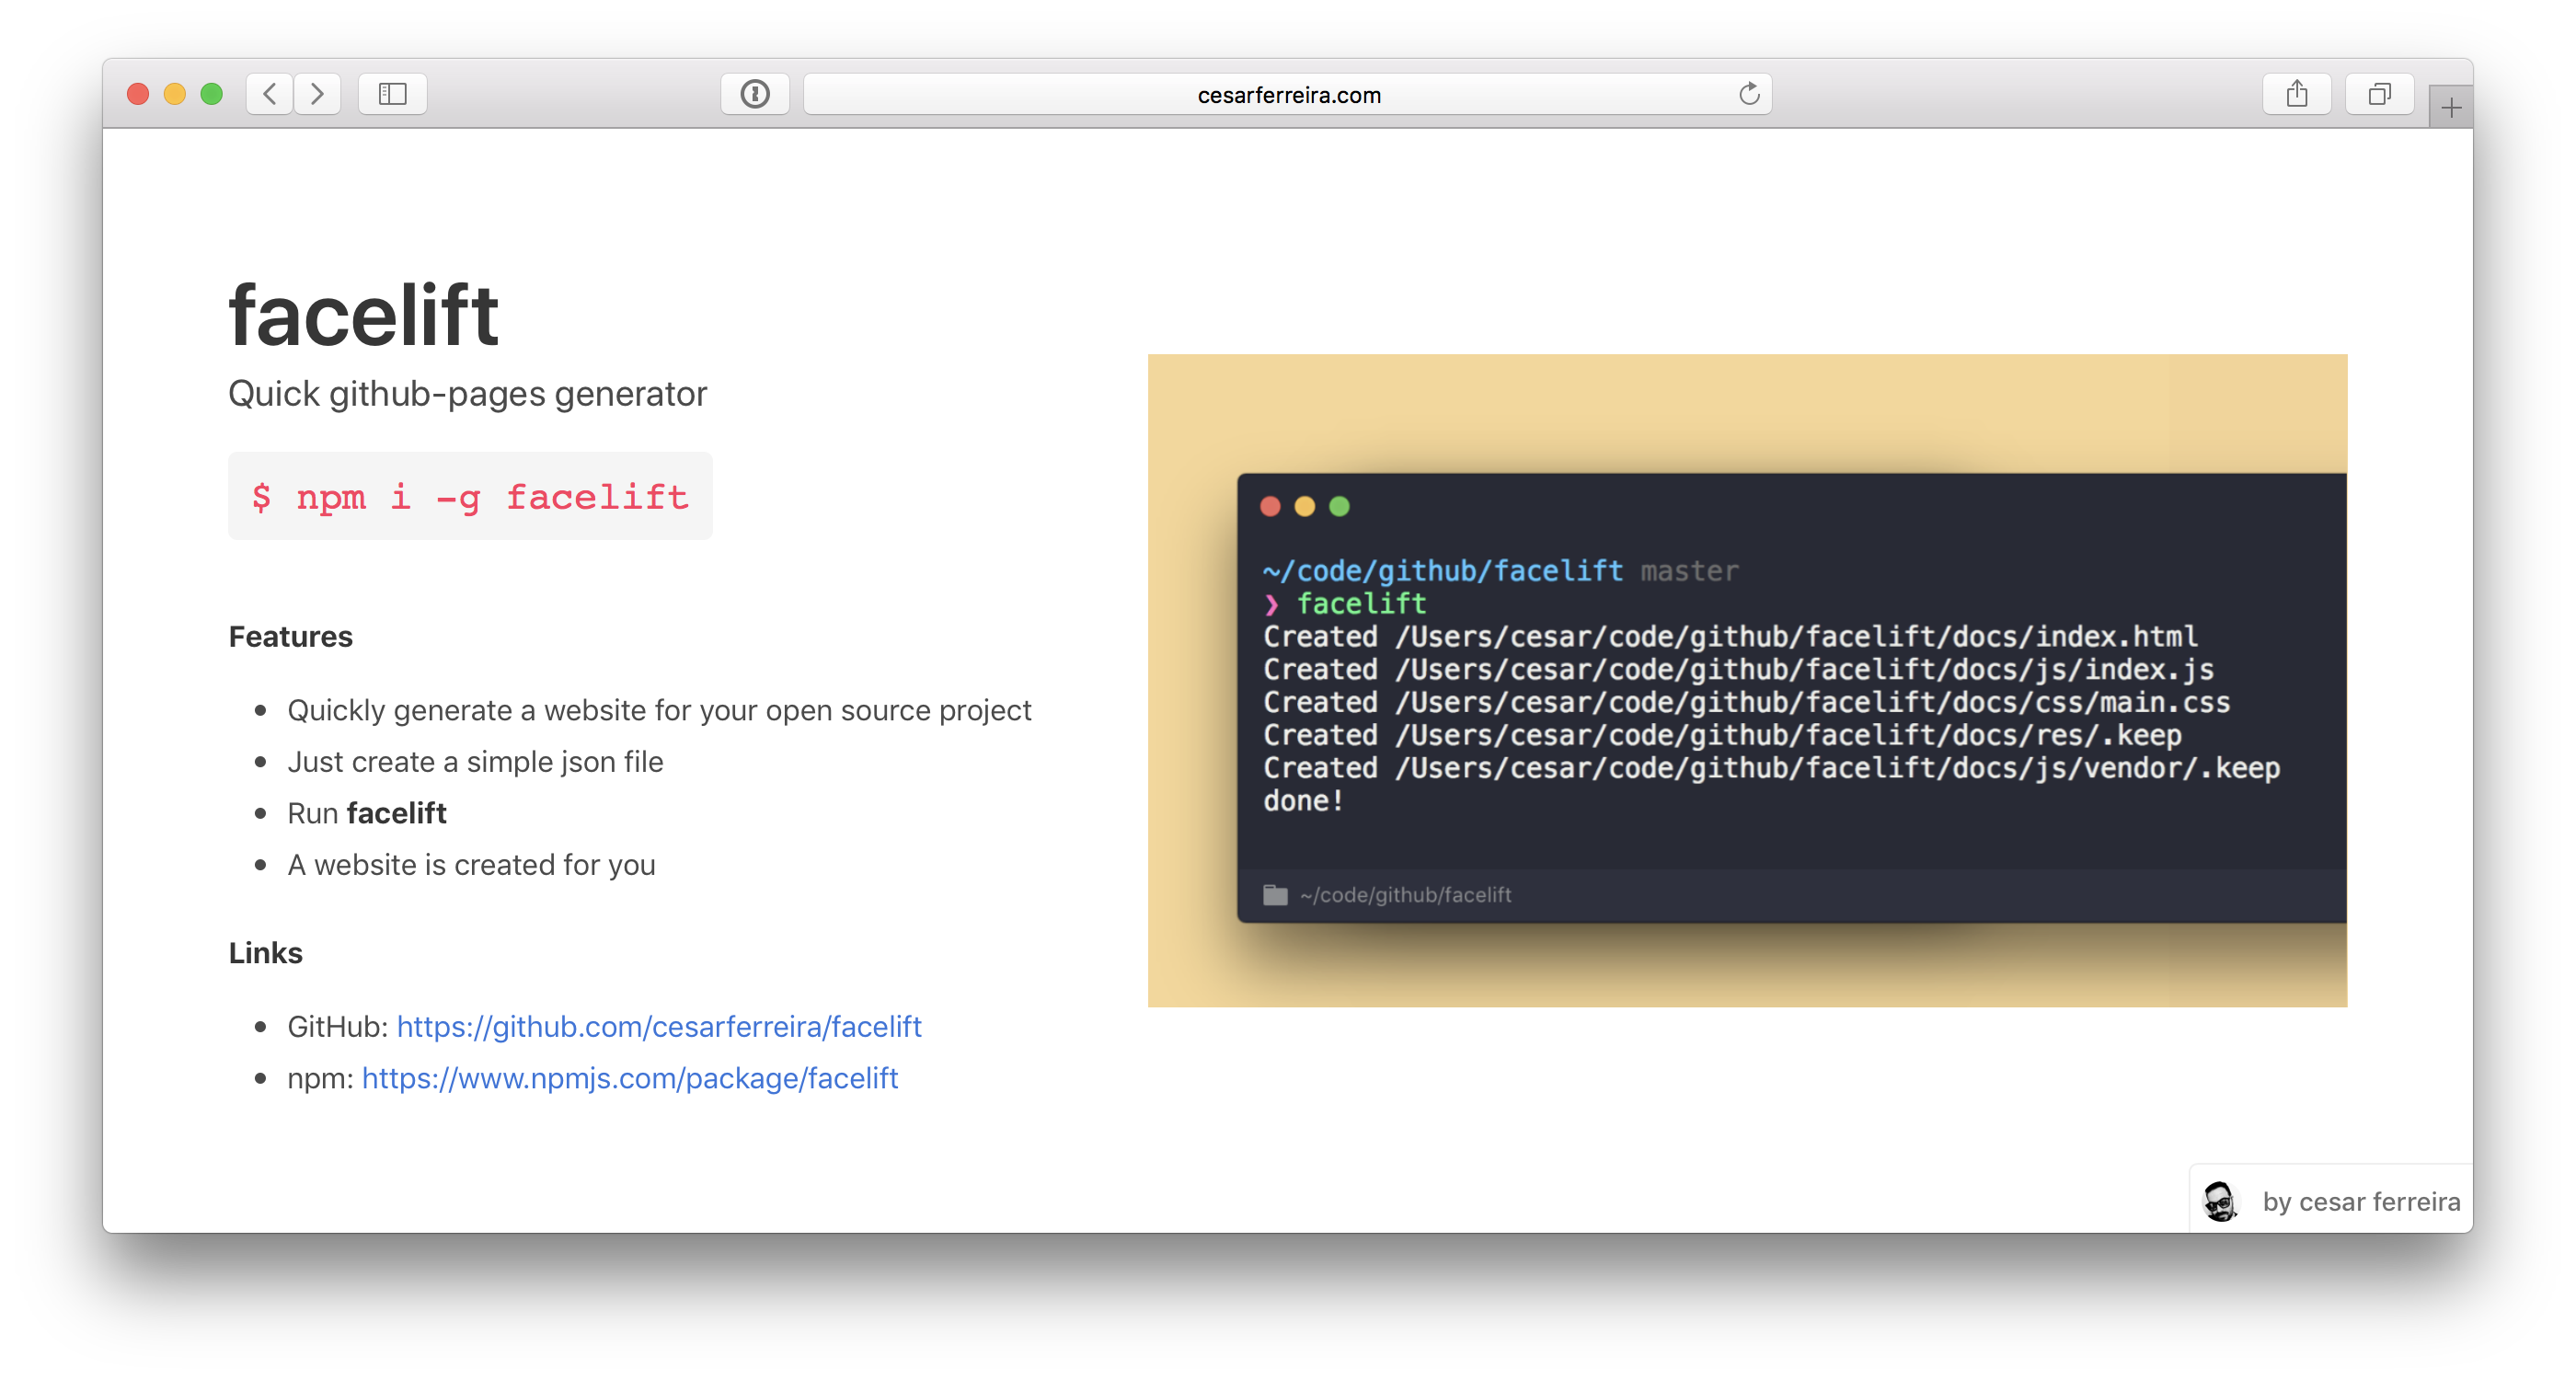 cesarferreira.com
facelift
Quick github-pages generator
$ npm i -g facelift
Features
• Quickly generate a website for your open source project
• Just create a simple json file
• Run facelift
• A website is created for you
Links
• GitHub: https://github.com/cesarferreira/facelift
• npm: https://www.npmjs.com/package/facelift
~/code/github/facelift master
❯ facelift
Created /Users/cesar/code/github/facelift/docs/index.html
Created /Users/cesar/code/github/facelift/docs/js/index.js
Created /Users/cesar/code/github/facelift/docs/css/main.css
Created /Users/cesar/code/github/facelift/docs/res/.keep
Created /Users/cesar/code/github/facelift/docs/js/vendor/.keep
done!
~/code/github/facelift
by cesar ferreira